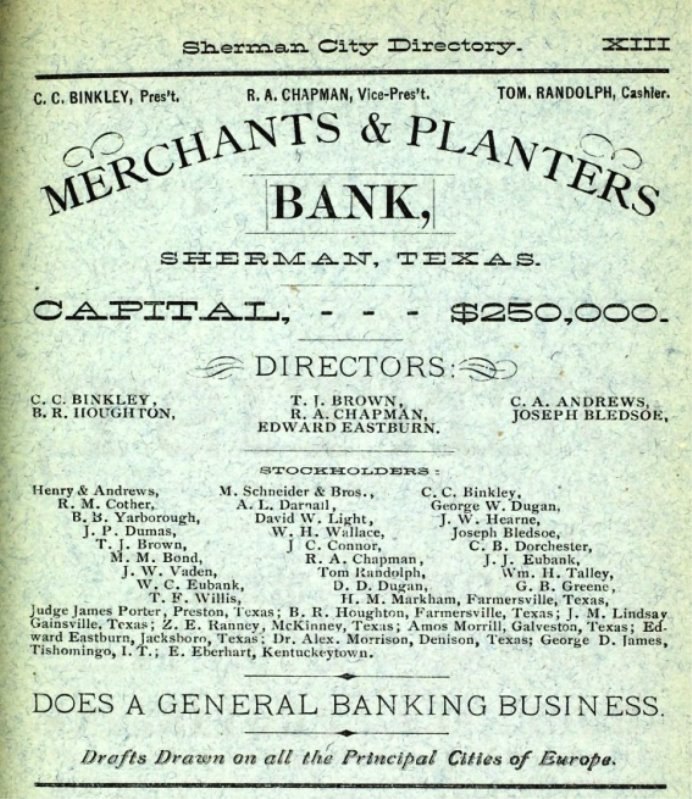 Sherman City Directory. XIII
C. C. BINKLEY, Pres't. R. A. CHAPMAN, Vice-Pres't. TOM. RANDOLPH, Cashier.
MERCHANTS & PLANTERS
BANK,
SHERMAN, TEXAS.
CAPITAL, - - - $250,000.
DIRECTORS:
C. C. BINKLEY, T. J. BROWN, C. A. ANDREWS,
B. R. HOUGHTON, R. A. CHAPMAN, JOSEPH BLEDSOE,
EDWARD EASTBURN.
STOCKHOLDERS:
Henry & Andrews, M. Schneider & Bros., C. C. Binkley,
R. M. Cother, A. L. Darnail, George W. Dugan,
B. B. Yarborough, David W. Light, J. W. Hearne,
J. P. Dumas, W. H. Wallace, Joseph Bledsoe,
T. J. Brown, J C. Connor, C. B. Dorchester,
M. M. Bond, R. A. Chapman, J. J. Eubank,
J. W. Vaden, Tom Randolph, Wm. H. Talley,
W. C. Eubank, D. D. Dugan, G. B. Greene,
T. F. Willis, H. M. Markham, Farmersville, Texas,
Judge James Porter, Preston, Texas; B. R. Houghton, Farmersville, Texas; J. M. Lindsay
Gainsville, Texas; Z. E. Ranney, McKinney, Texas; Amos Morrill, Galveston, Texas; Ed-
ward Eastburn, Jacksboro, Texas; Dr. Alex. Morrison, Denison, Texas; George D. James,
Tishomingo, I. T.; E. Eberhart, Kentuckeytown.
DOES A GENERAL BANKING BUSINESS.
Drafts Drawn on all the Principal Cities of Europe.